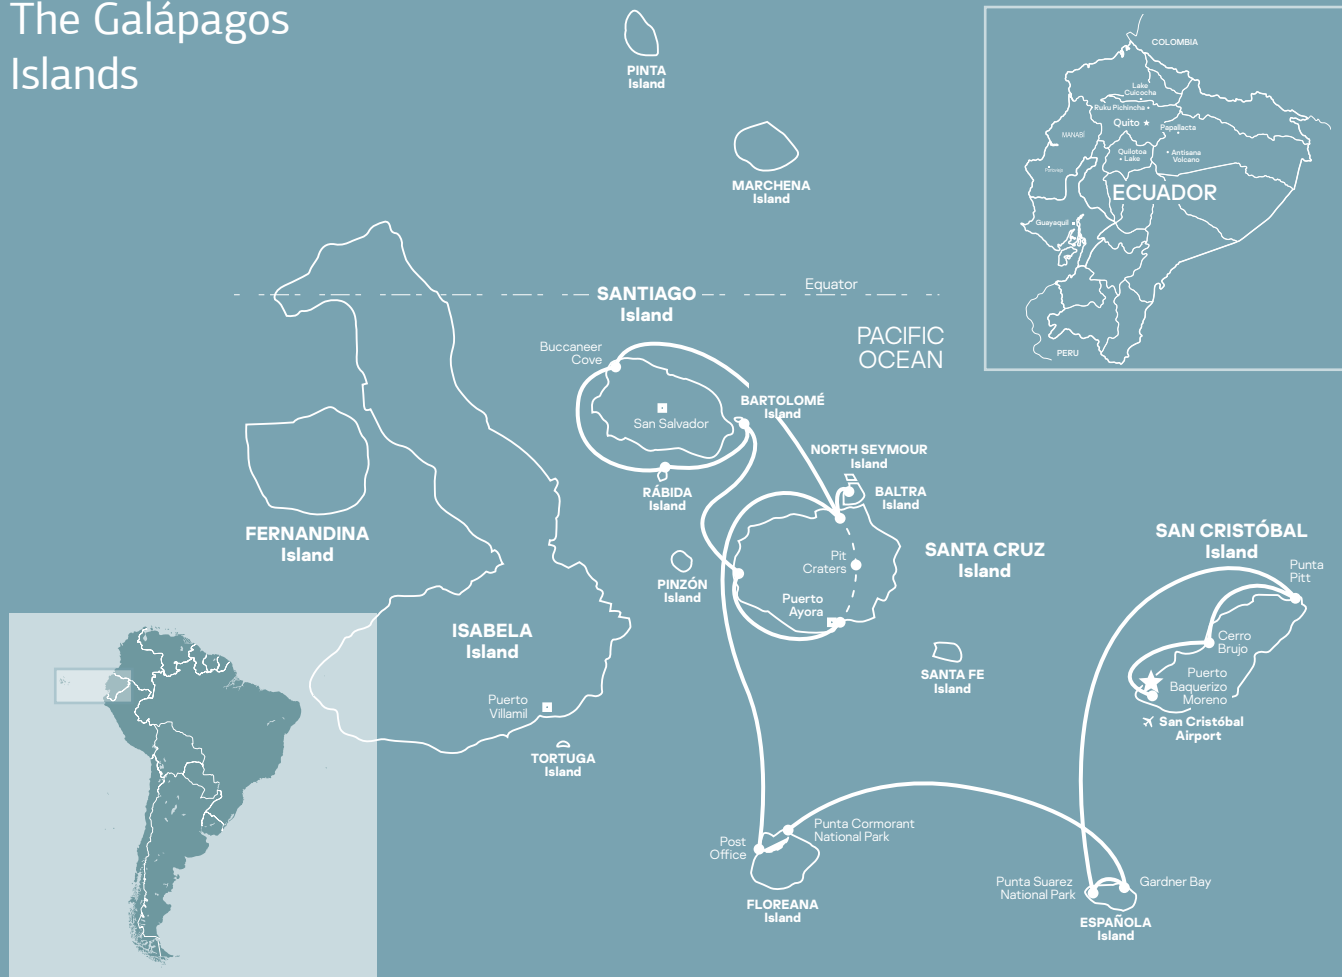 The Galápagos
Islands
PINTA
Island
MARCHENA
Island
COLOMBIA
Lake
Cuicocha
Ruku Pichincha
Quito
Papallacta
MANABÍ
Quilotoa
Lake
Antisana
Volcano
ECUADOR
Guayaquil
PERU
Equator
SANTIAGO
Island
PACIFIC
OCEAN
Buccaneer
Cove
BARTOLOMÉ
Island
San Salvador
NORTH SEYMOUR
Island
RÁBIDA
Island
BALTRA
Island
FERNANDINA
Island
SANTA CRUZ
Island
SAN CRISTÓBAL
Island
Punta
Pitt
Pit
Craters
PINZÓN
Island
Puerto
Ayora
ISABELA
Island
Cerro
Brujo
SANTA FE
Island
Puerto
Baquerizo
Moreno
Puerto
Villamil
San Cristóbal
Airport
TORTUGA
Island
Punta Cormorant
National Park
Post
Office
Punta Suarez
National Park
Gardner Bay
FLOREANA
Island
ESPAÑOLA
Island